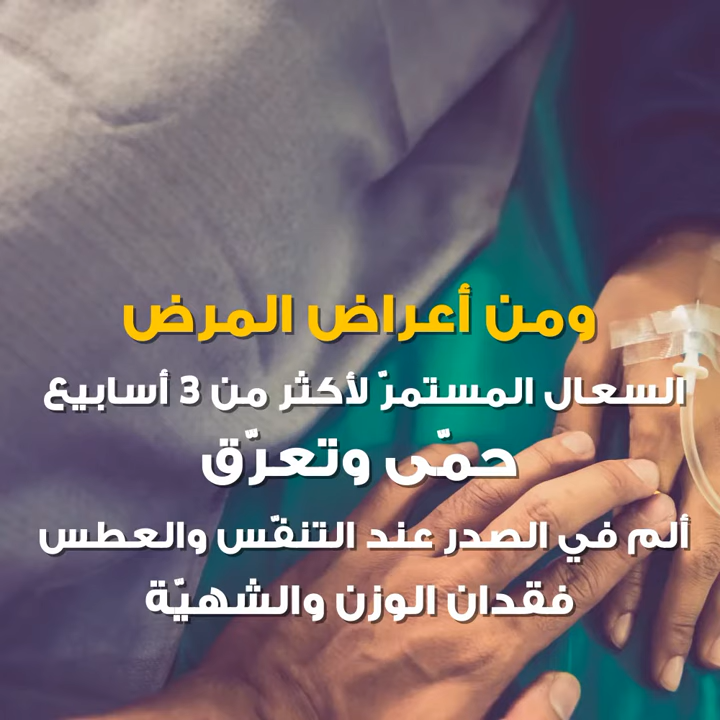 ومن أعراض المرض
السعال المستمرّ لأكثر من 3 أسابيع
حمّى وتعرّق
ألم في الصدر عند التنفّس والعطس
فقدان الوزن والشهيّة